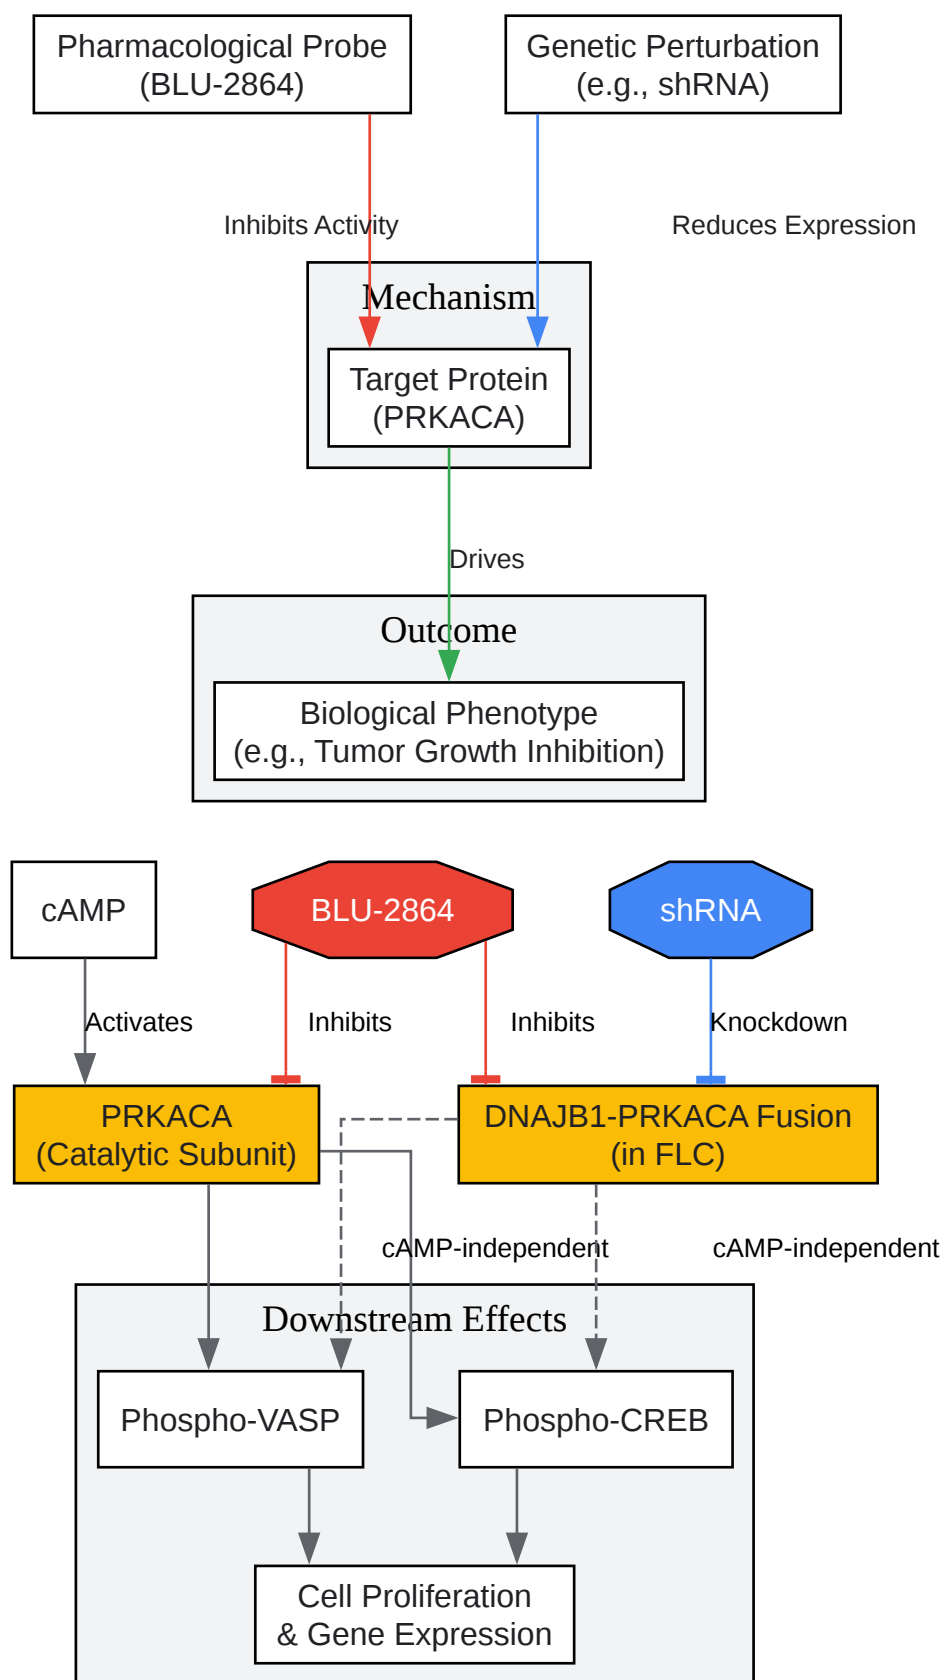 Pharmacological Probe
(BLU-2864)
Genetic Perturbation
(e.g., shRNA)
Inhibits Activity
Reduces Expression
Mechanism
Target Protein
(PRKACA)
Drives
Outcome
Biological Phenotype
(e.g., Tumor Growth Inhibition)
cAMP
BLU-2864
shRNA
Activates
Inhibits
Inhibits
Knockdown
PRKACA
(Catalytic Subunit)
DNAJB1-PRKACA Fusion
(in FLC)
cAMP-independent
cAMP-independent
Downstream Effects
Phospho-VASP
Phospho-CREB
Cell Proliferation
& Gene Expression